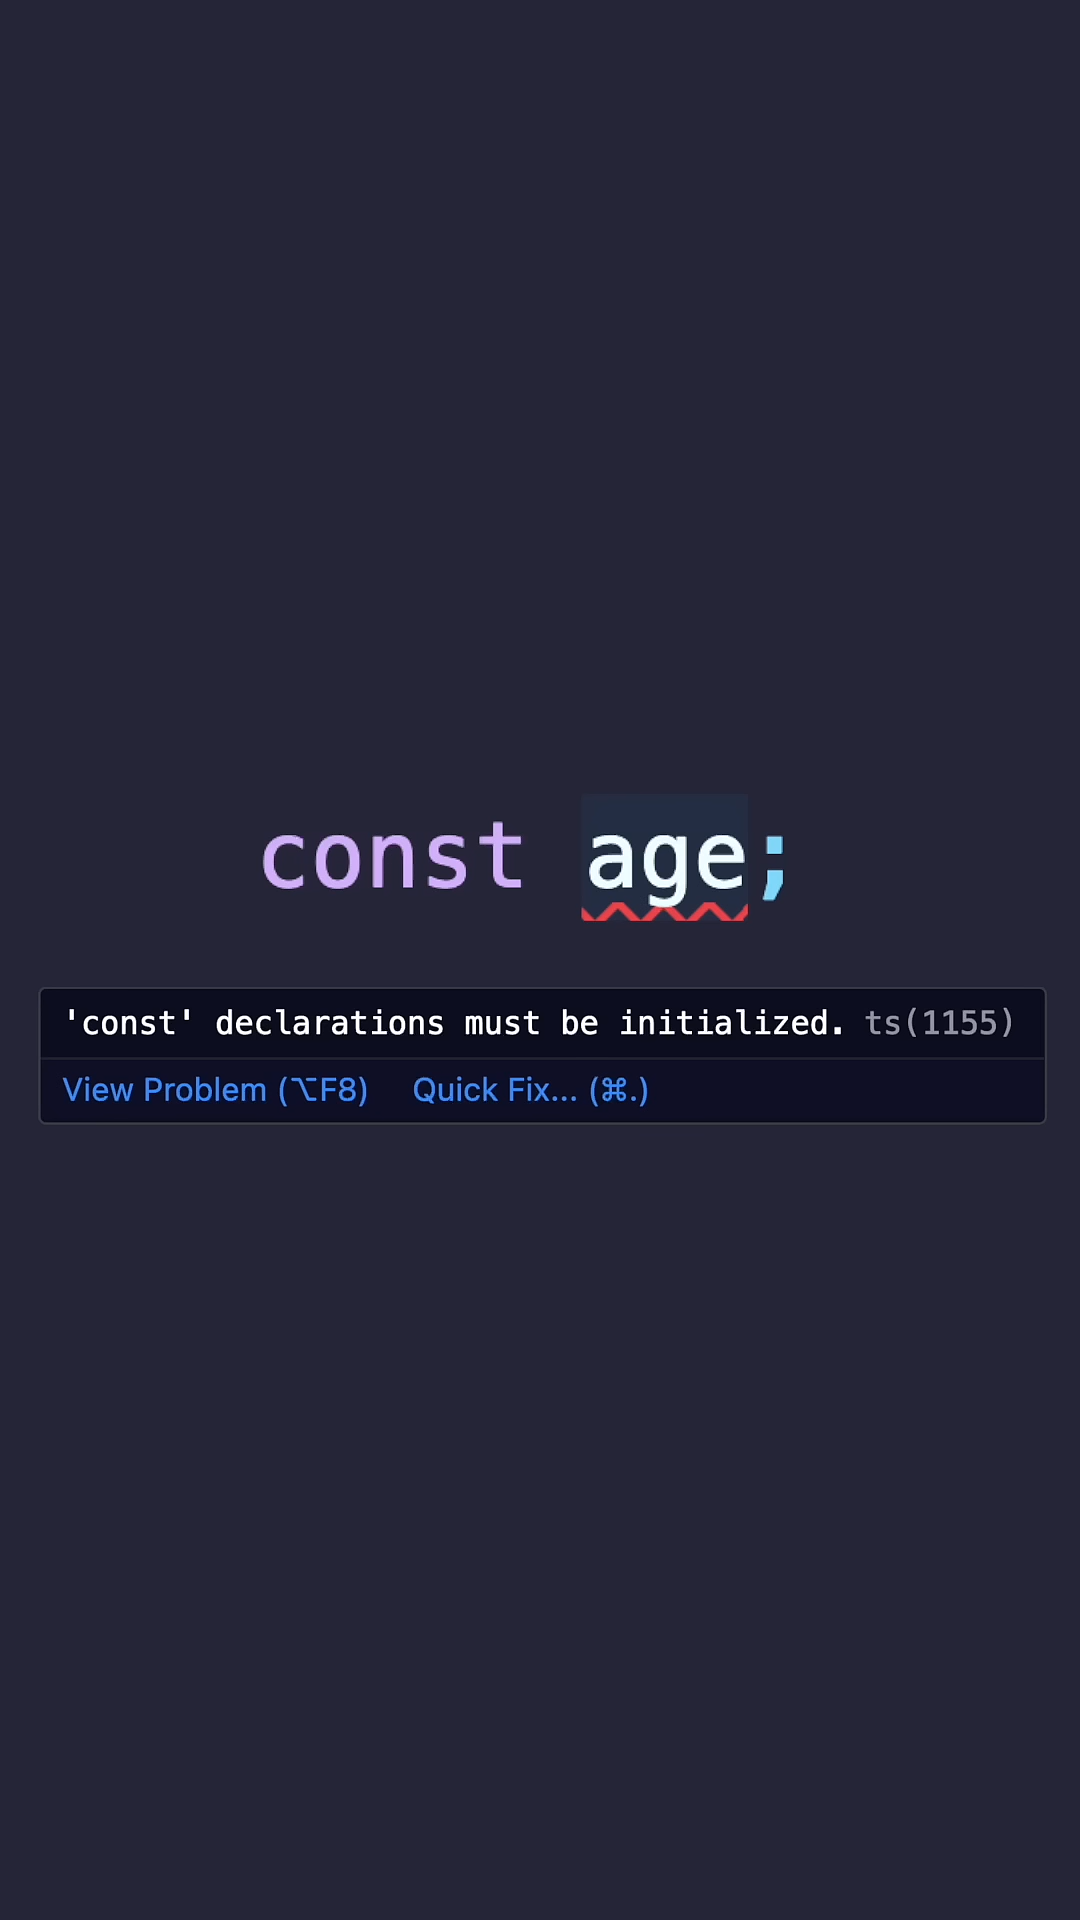 const age;
'const' declarations must be initialized. ts(1155)
View Problem (⌥F8) Quick Fix... (⌘.)